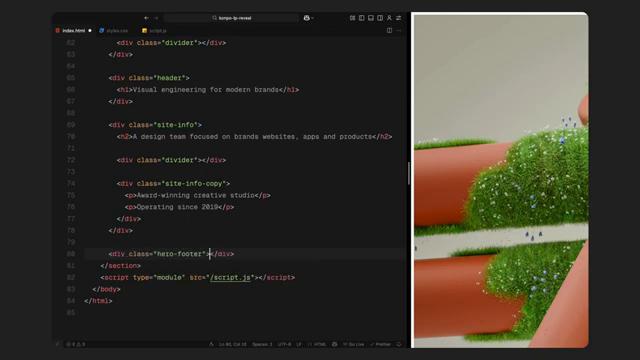 konpo-lp-reveal
index.html
styles.css
script.js
62 <div class="divider"></div>
63 </div>
64
65 <div class="header">
66 <h1>Visual engineering for modern brands</h1>
67 </div>
68
69 <div class="site-info">
70 <h2>A design team focused on brands websites, apps and products</h2>
71
72 <div class="divider"></div>
73
74 <div class="site-info-copy">
75 <p>Award-winning creative studio</p>
76 <p>Operating since 2019</p>
77 </div>
78 </div>
79
80 <div class="hero-footer"></div>
81 </section>
82 <script type="module" src="/script.js"></script>
83 </body>
84 </html>
85
Ln 80, Col 30 Spaces: 2 UTF-8 LF HTML Go Live Prettier